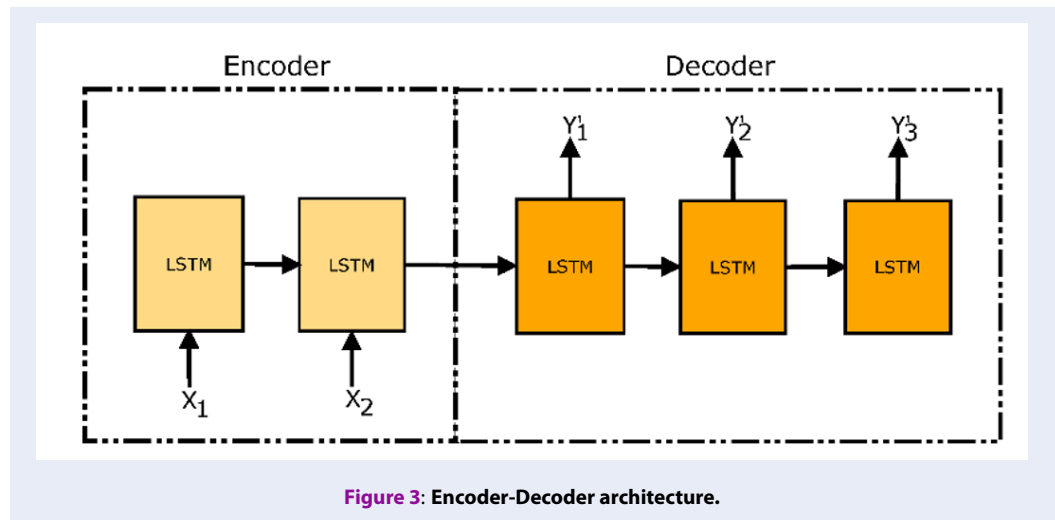 Encoder Decoder
Y'1 Y'2 Y'3
LSTM LSTM LSTM LSTM LSTM
X1 X2
Figure 3: Encoder-Decoder architecture.